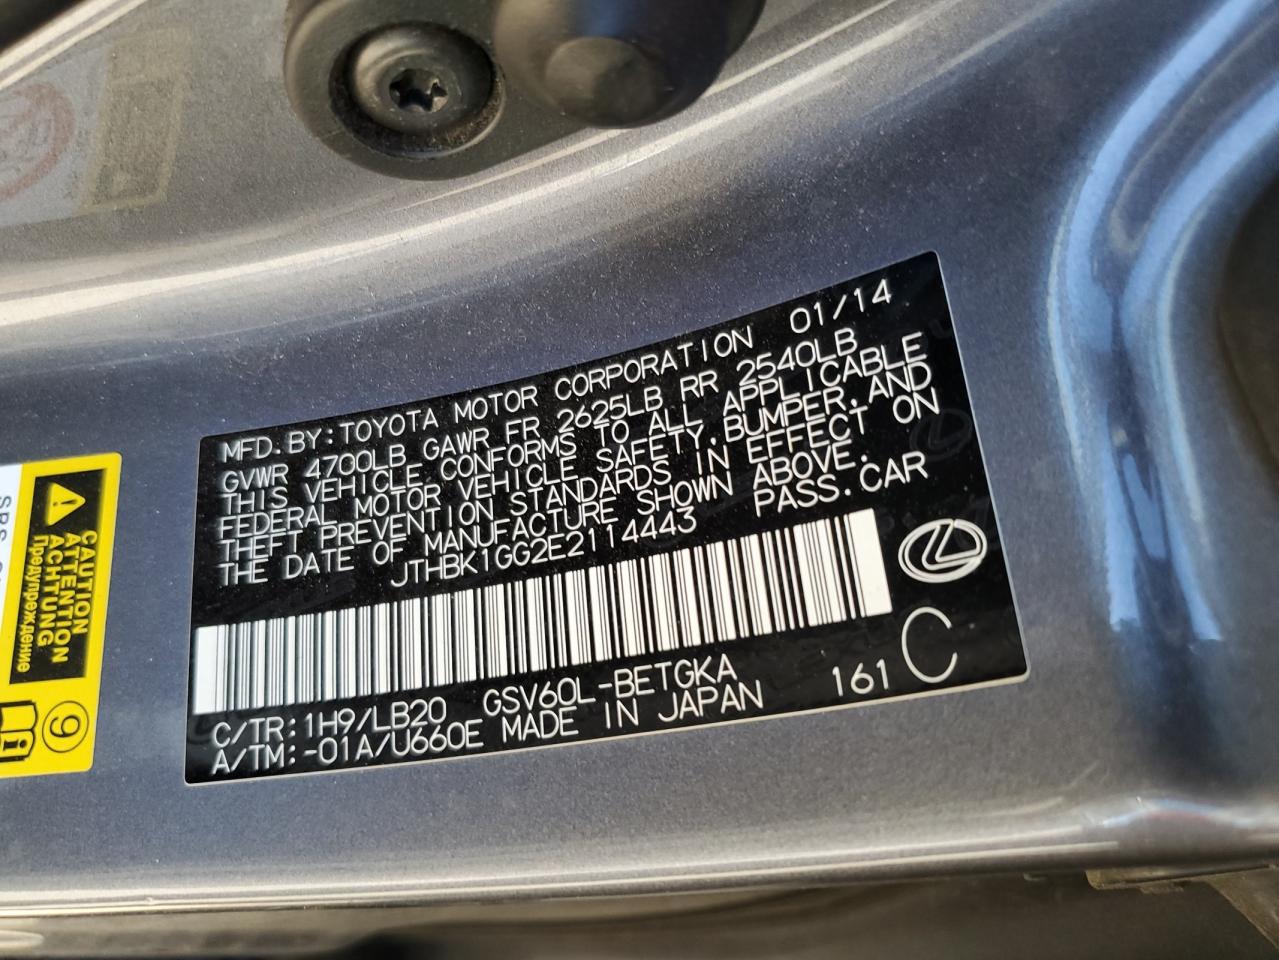 MFD.BY:TOYOTA MOTOR CORPORATION 01/14
GVWR 4700LB GAWR FR 2625LB RR 2540LB
THIS VEHICLE CONFORMS TO ALL APPLICABLE
FEDERAL MOTOR VEHICLE SAFETY,BUMPER,AND
THEFT PREVENTION STANDARDS IN EFFECT ON
THE DATE OF MANUFACTURE SHOWN ABOVE.
JTHBK1GG2E2114443 PASS.CAR
C/TR:1H9/LB20 GSV60L-BETGKA
A/TM:-01A/U660E MADE IN JAPAN 161 C
CAUTION
ATTENTION
ACHTUNG
Предупреждение
9